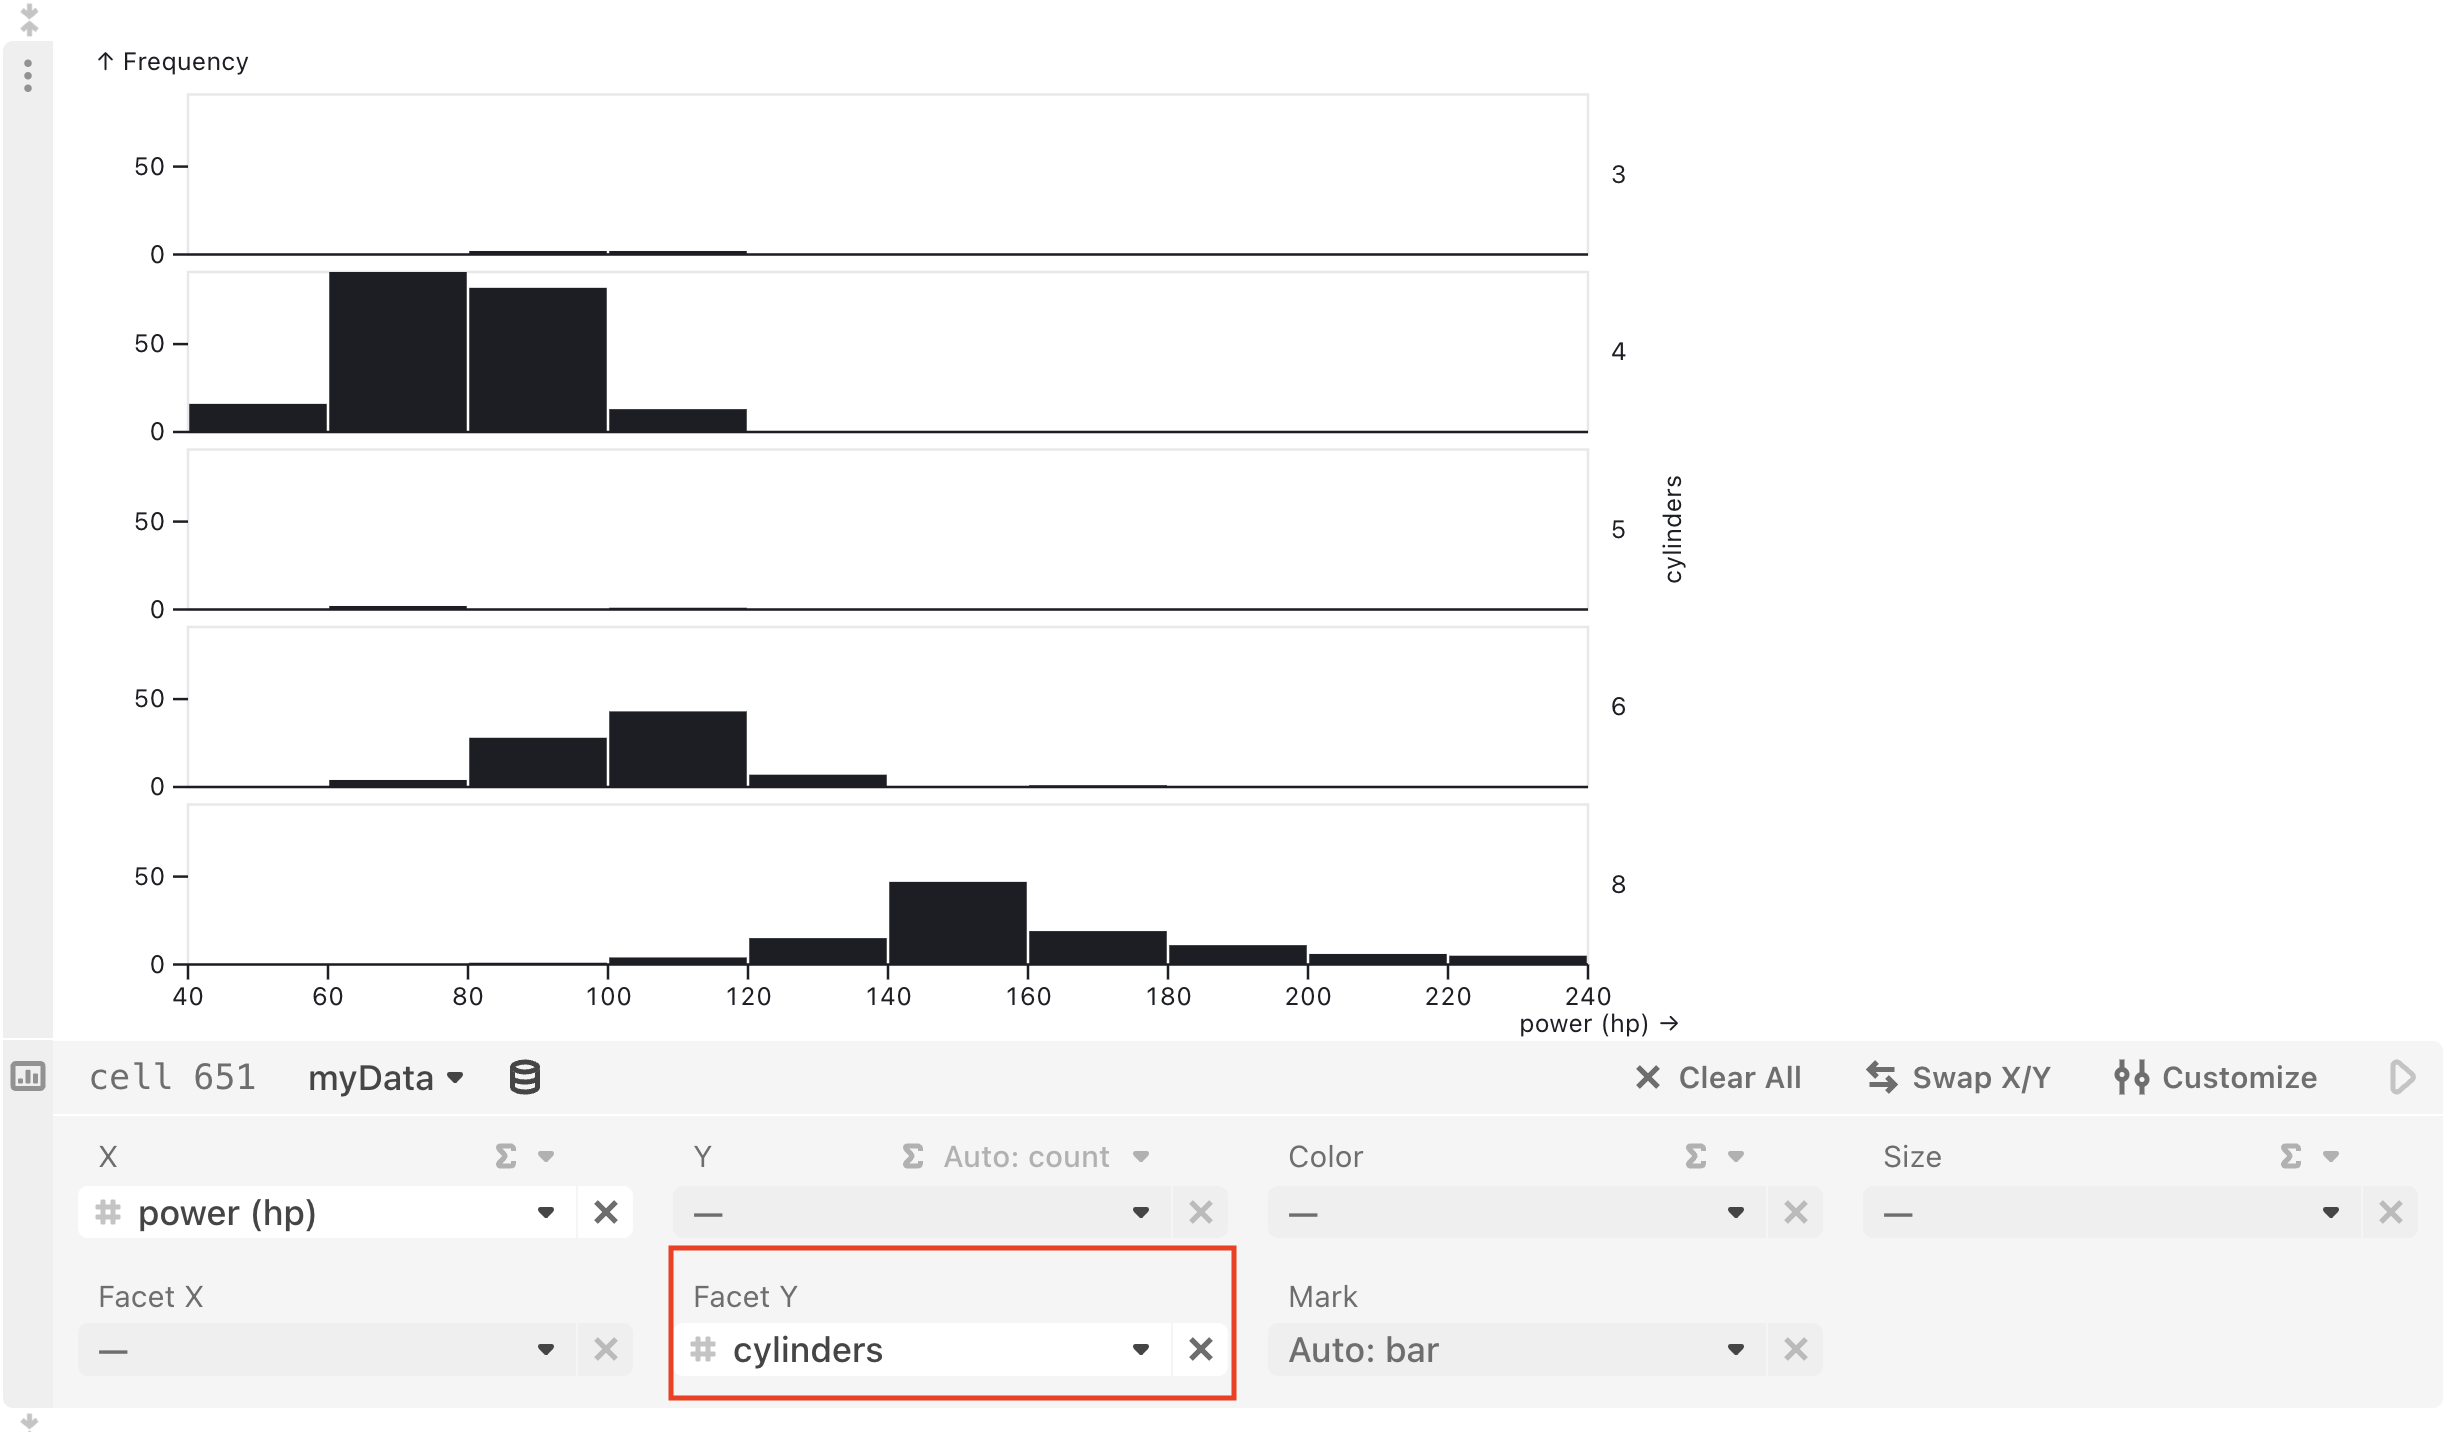 ↑ Frequency
50
0
3
50
0
4
50
0
5
cylinders
50
0
6
50
0
8
40 60 80 100 120 140 160 180 200 220 240
power (hp) →
cell 651 myData Clear All Swap X/Y Customize
X Σ Y Σ Auto: count Color Σ Size Σ
# power (hp) — — —
Facet X Facet Y Mark
— # cylinders Auto: bar